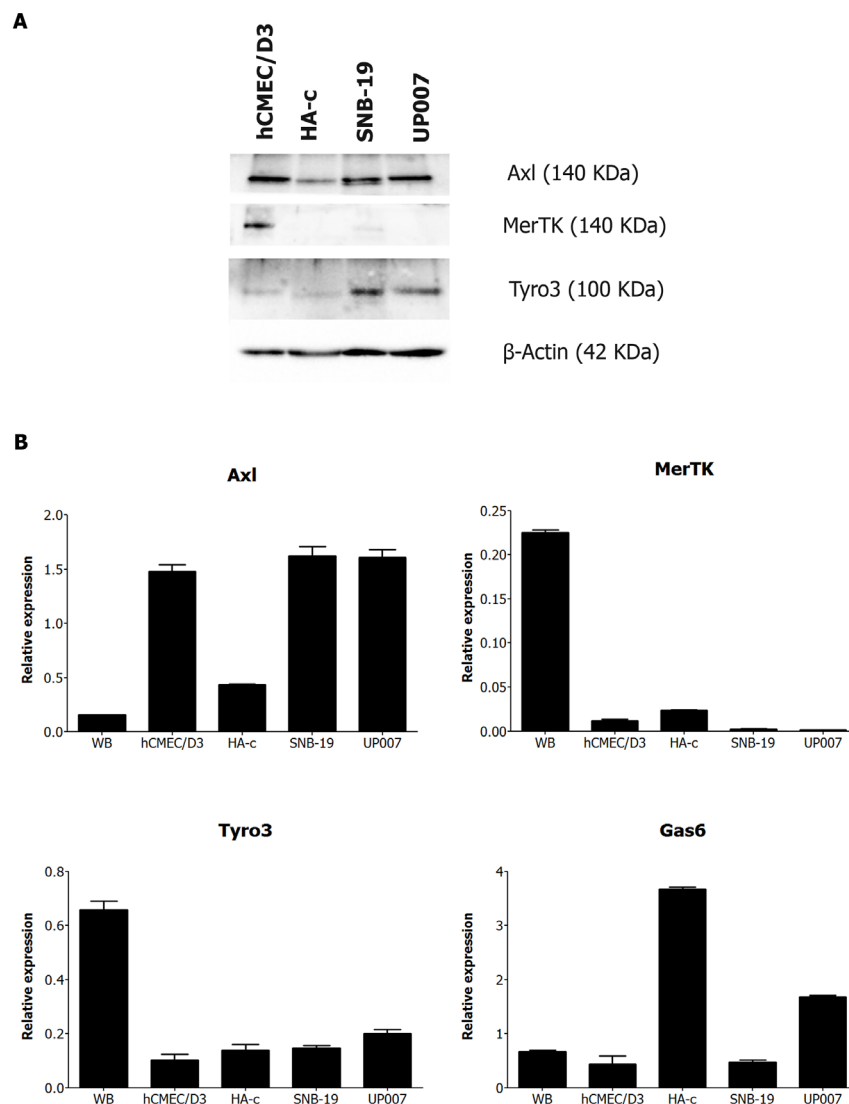 A
hCMEC/D3
HA-c
SNB-19
UP007
Axl (140 KDa)
MerTK (140 KDa)
Tyro3 (100 KDa)
β-Actin (42 KDa)
B
Axl
Relative expression
2.0
1.5
1.0
0.5
0.0
WB hCMEC/D3 HA-c SNB-19 UP007
MerTK
Relative expression
0.25
0.20
0.15
0.10
0.05
0.00
WB hCMEC/D3 HA-c SNB-19 UP007
Tyro3
Relative expression
0.8
0.6
0.4
0.2
0.0
WB hCMEC/D3 HA-c SNB-19 UP007
Gas6
Relative expression
4
3
2
1
0
WB hCMEC/D3 HA-c SNB-19 UP007